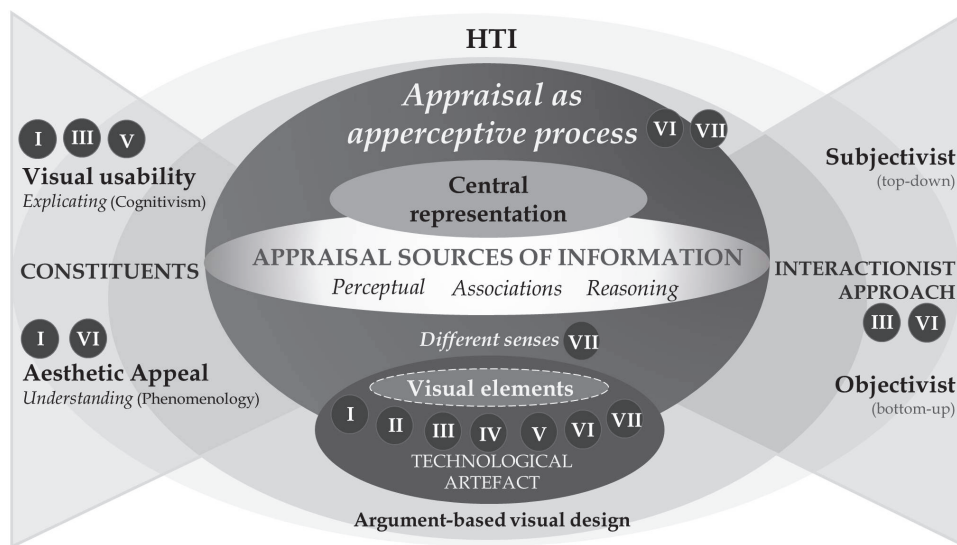 HTI
Appraisal as
apperceptive process VI VII
I III V
Visual usability
Explicating (Cognitivism)
Subjectivist
(top-down)
Central
representation
CONSTITUENTS
APPRAISAL SOURCES OF INFORMATION
Perceptual Associations Reasoning
INTERACTIONIST
APPROACH
III VI
I VI
Aesthetic Appeal
Understanding (Phenomenology)
Different senses VII
Objectivist
(bottom-up)
Visual elements
I II III IV V VI VII
TECHNOLOGICAL
ARTEFACT
Argument-based visual design